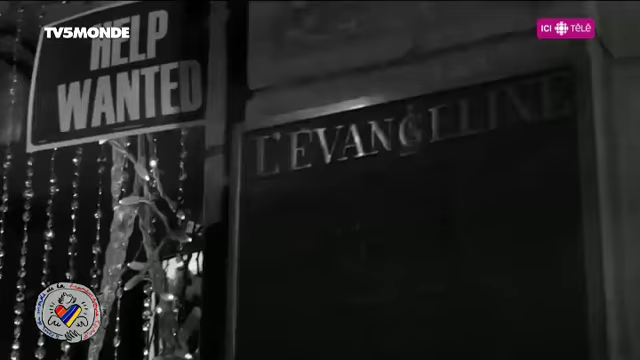 TV5MONDE
ICI TÉLÉ
HELP
WANTED
L'EVANGELINE